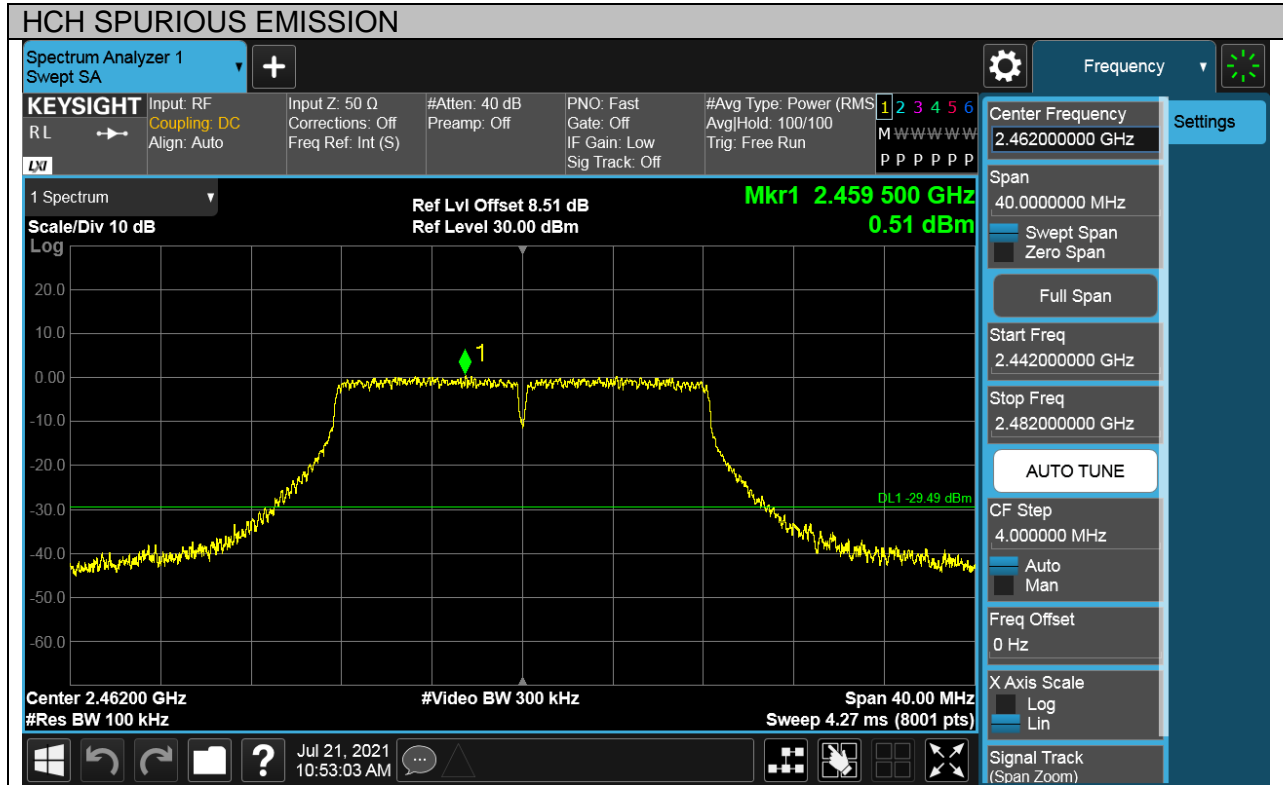 HCH SPURIOUS EMISSION
Spectrum Analyzer 1
Swept SA
Frequency
KEYSIGHT
RL
LXI
Input: RF
Coupling: DC
Align: Auto
Input Z: 50 Ω
Corrections: Off
Freq Ref: Int (S)
#Atten: 40 dB
Preamp: Off
PNO: Fast
Gate: Off
IF Gain: Low
Sig Track: Off
#Avg Type: Power (RMS
Avg|Hold: 100/100
Trig: Free Run
1 2 3 4 5 6
M W W W W W
P P P P P P
1 Spectrum
Scale/Div 10 dB
Ref Lvl Offset 8.51 dB
Ref Level 30.00 dBm
Mkr1 2.459 500 GHz
0.51 dBm
Log
20.0
10.0
0.00
-10.0
-20.0
-30.0
-40.0
-50.0
-60.0
1
DL1 -29.49 dBm
Center 2.46200 GHz
#Video BW 300 kHz
Span 40.00 MHz
#Res BW 100 kHz
Sweep 4.27 ms (8001 pts)
?
Jul 21, 2021
10:53:03 AM
Center Frequency
2.462000000 GHz
Settings
Span
40.0000000 MHz
Swept Span
Zero Span
Full Span
Start Freq
2.442000000 GHz
Stop Freq
2.482000000 GHz
AUTO TUNE
CF Step
4.000000 MHz
Auto
Man
Freq Offset
0 Hz
X Axis Scale
Log
Lin
Signal Track
(Span Zoom)